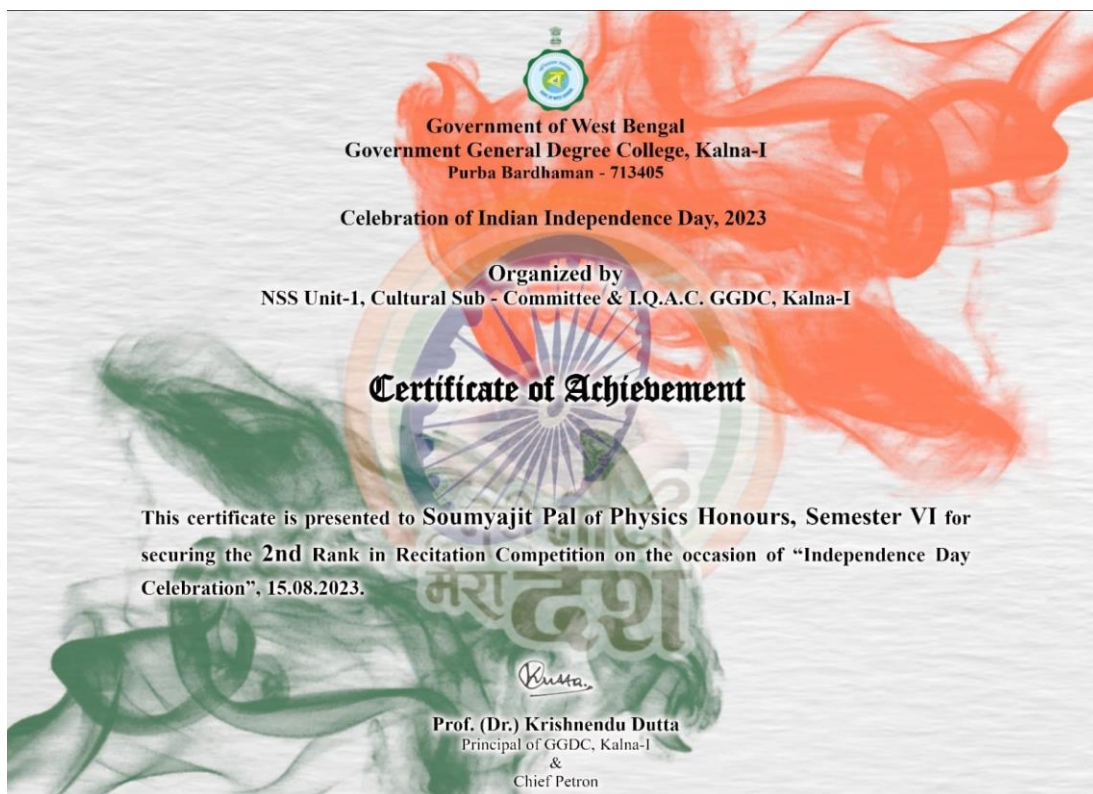 Government of West Bengal
Government General Degree College, Kalna-I
Purba Bardhaman - 713405
Celebration of Indian Independence Day, 2023
Organized by
NSS Unit-1, Cultural Sub - Committee & I.Q.A.C. GGDC, Kalna-I
Certificate of Achievement
This certificate is presented to Soumyajit Pal of Physics Honours, Semester VI for
securing the 2nd Rank in Recitation Competition on the occasion of “Independence Day
Celebration”, 15.08.2023.
मेरा देश
Kutta.
Prof. (Dr.) Krishnendu Dutta
Principal of GGDC, Kalna-I
&
Chief Petron